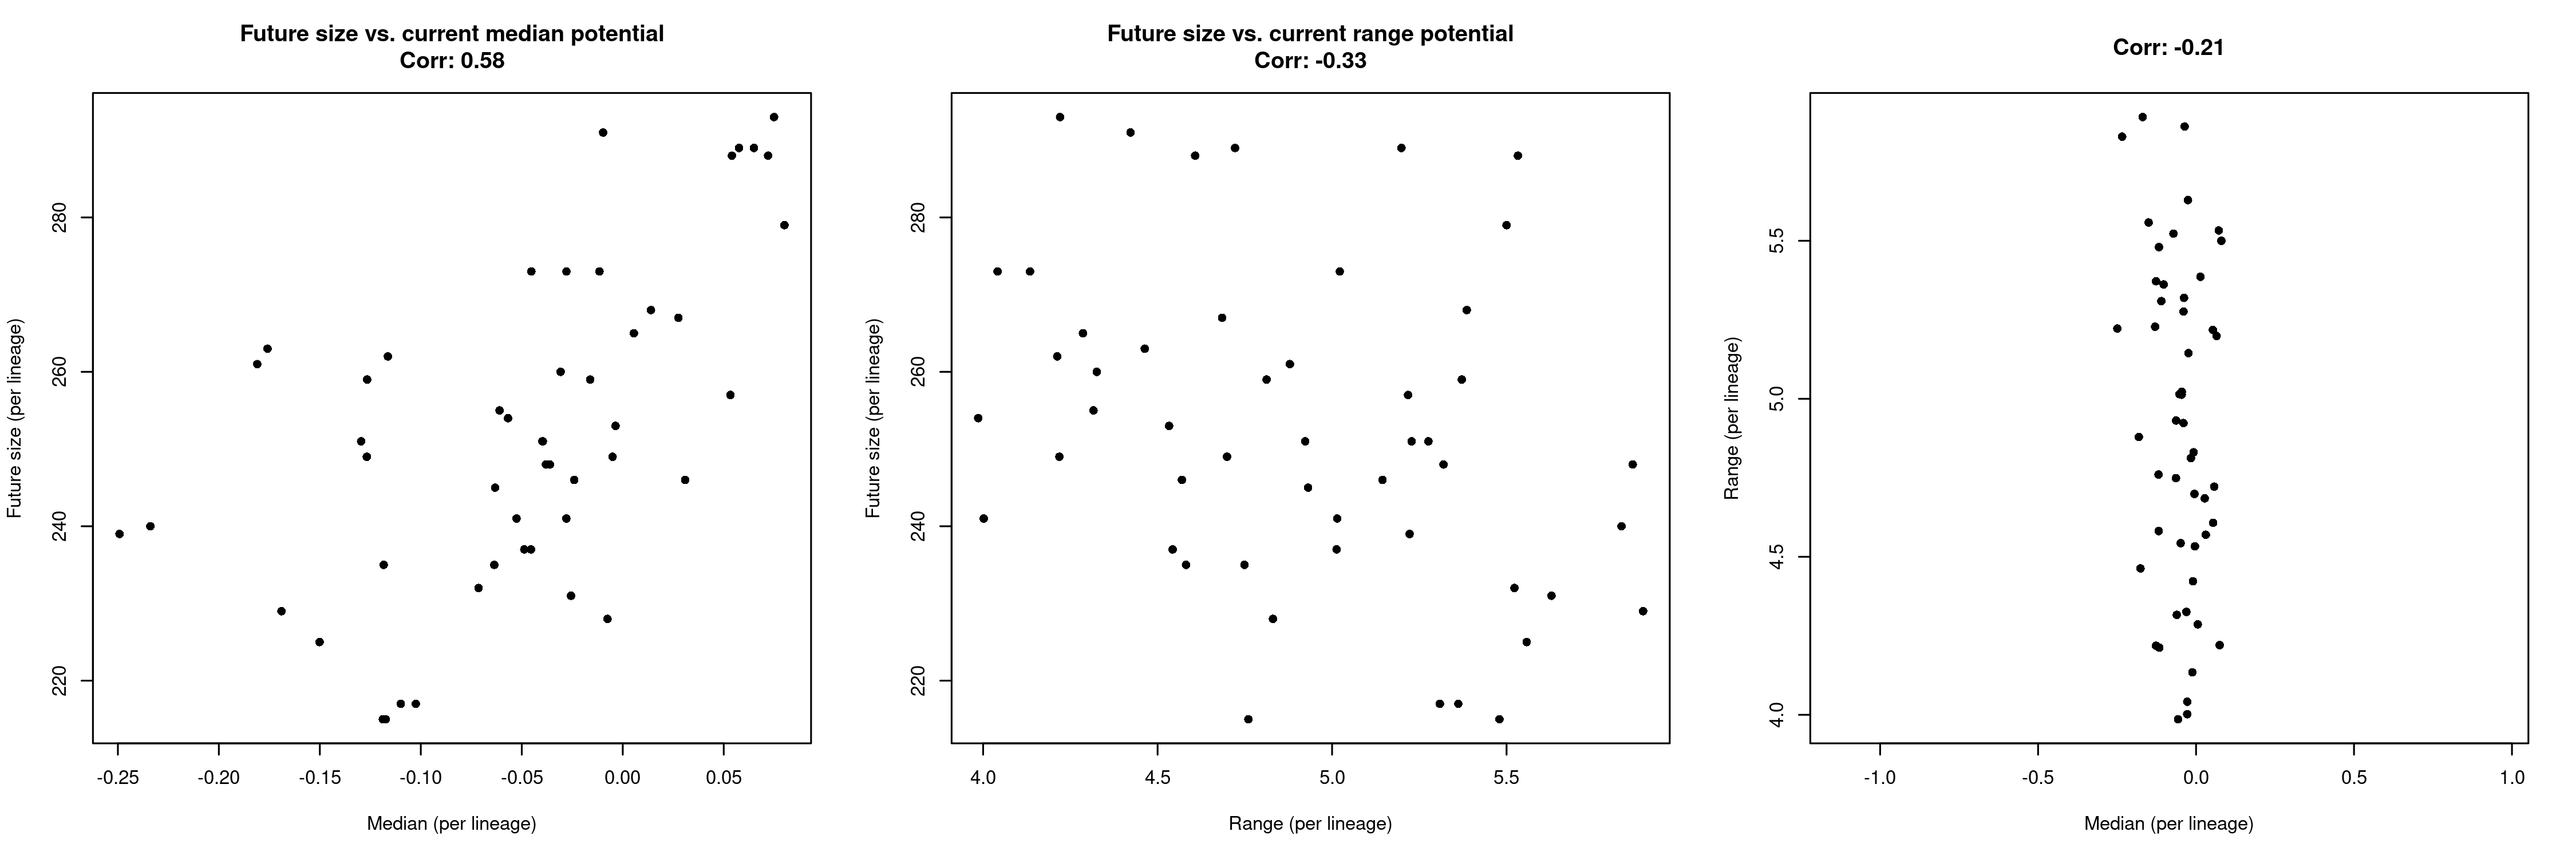 Future size vs. current median potential
Corr: 0.58
Future size (per lineage)
280
260
240
220
-0.25 -0.20 -0.15 -0.10 -0.05 0.00 0.05
Median (per lineage)
Future size vs. current range potential
Corr: -0.33
Future size (per lineage)
280
260
240
220
4.0 4.5 5.0 5.5
Range (per lineage)
Corr: -0.21
Range (per lineage)
5.5
5.0
4.5
4.0
-1.0 -0.5 0.0 0.5 1.0
Median (per lineage)